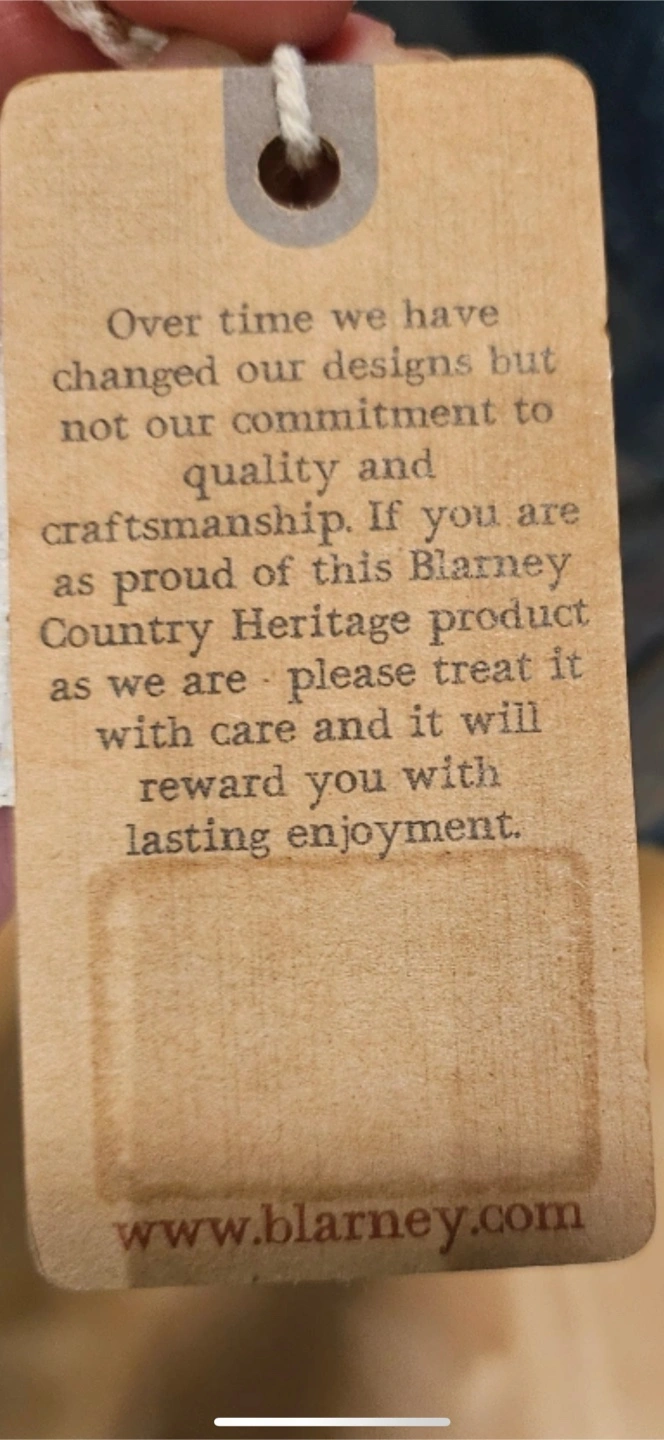 Over time we have
changed our designs but
not our commitment to
quality and
craftsmanship. If you are
as proud of this Blarney
Country Heritage product
as we are - please treat it
with care and it will
reward you with
lasting enjoyment.
www.blarney.com